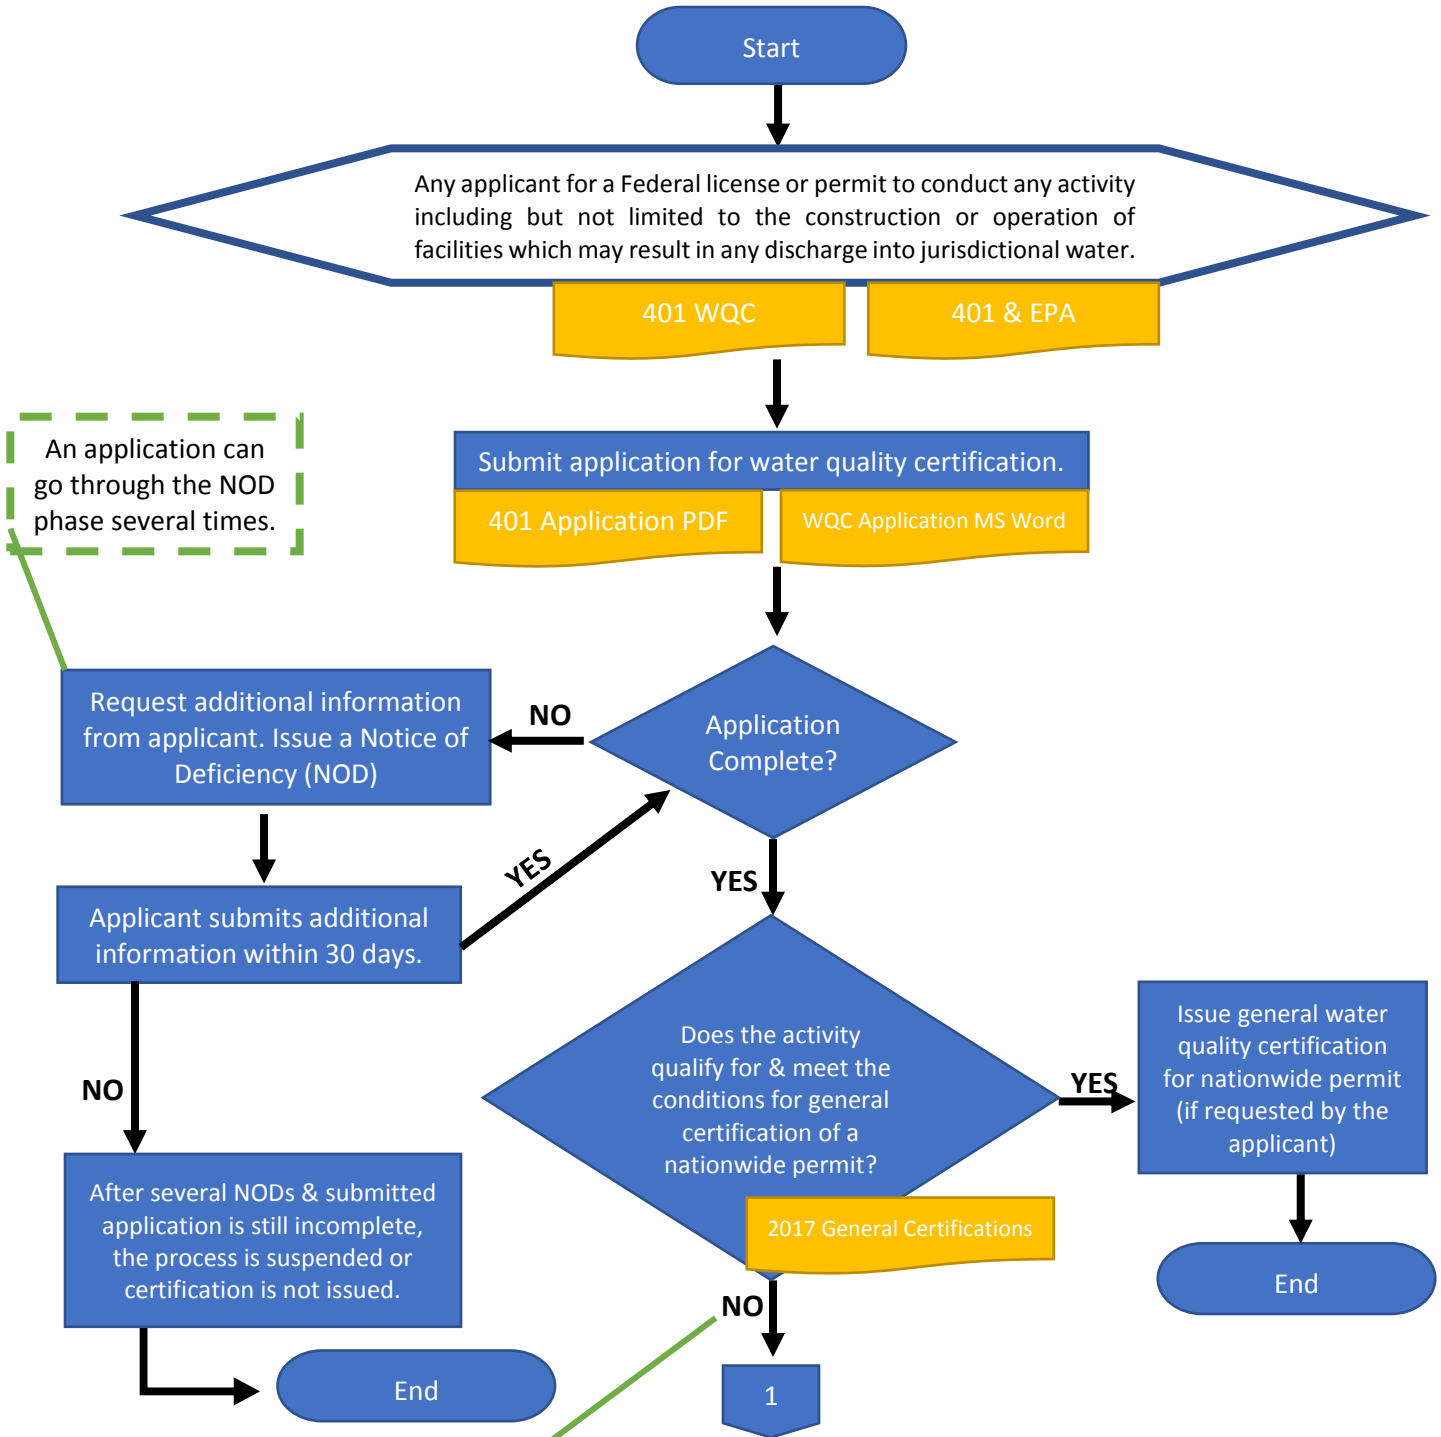 Start
Any applicant for a Federal license or permit to conduct any activity
including but not limited to the construction or operation of
facilities which may result in any discharge into jurisdictional water.
401 WQC
401 & EPA
An application can
go through the NOD
phase several times.
Submit application for water quality certification.
401 Application PDF
WQC Application MS Word
Request additional information
from applicant. Issue a Notice of
Deficiency (NOD)
NO
Application
Complete?
YES
YES
Applicant submits additional
information within 30 days.
NO
Does the activity
qualify for & meet the
conditions for general
certification of a
nationwide permit?
YES
Issue general water
quality certification
for nationwide permit
(if requested by the
applicant)
After several NODs & submitted
application is still incomplete,
the process is suspended or
certification is not issued.
2017 General Certifications
End
NO
End
1